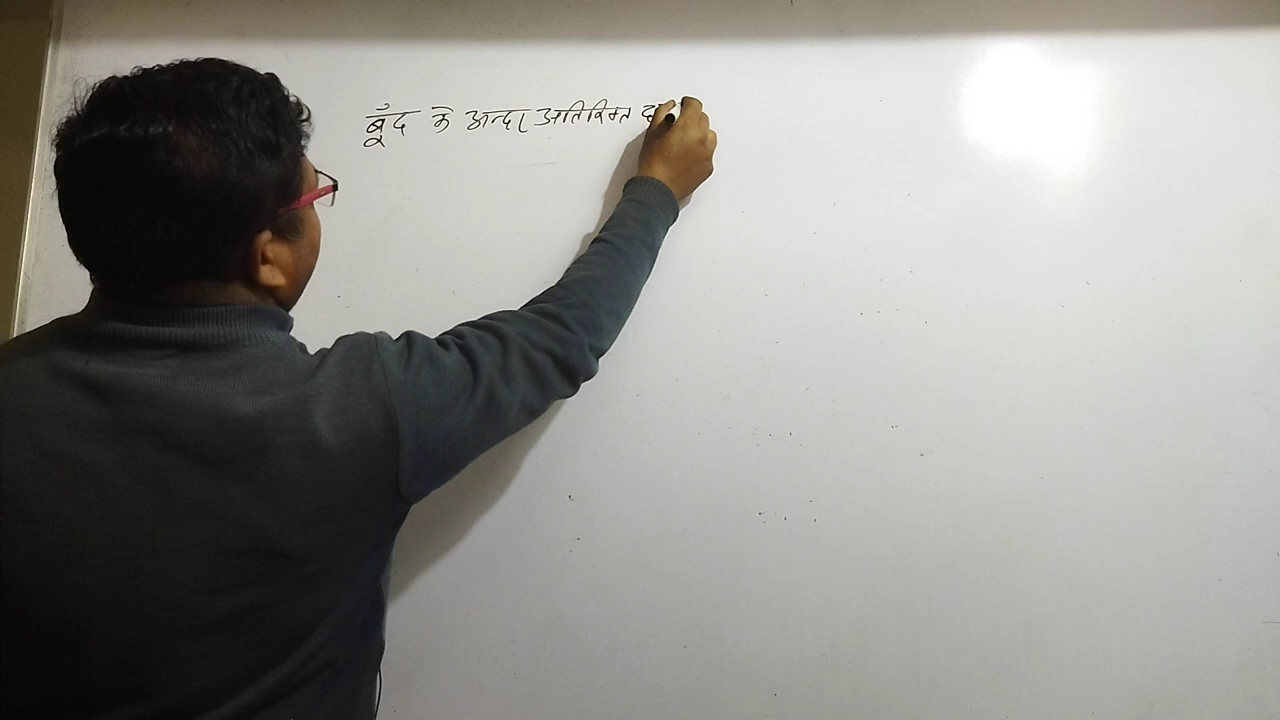 बूँद के अन्दर अतिरिक्त